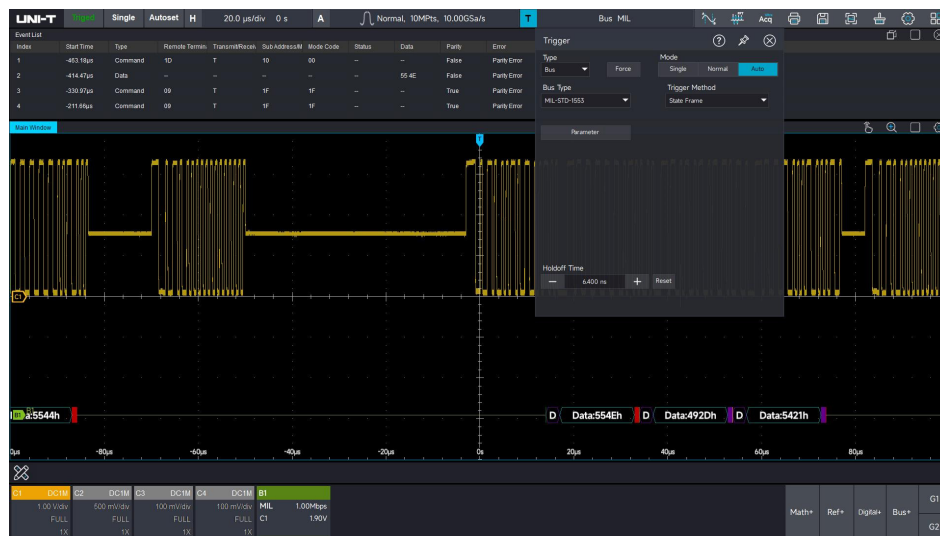 UNI-T Triged Single Autoset H 20.0 µs/div 0 s A Normal, 10MPts, 10.00GSa/s T Bus MIL Acq
Event List
Index Start Time Type Remote Termin Transmit/Receiv Sub Address/M Mode Code Status Data Parity Error
1 -463.18µs Command 1D T 10 00 -- -- False Parity Error
2 -414.47µs Data -- -- -- -- -- 55 4E False Parity Error
3 -330.97µs Command 09 T 1F 1F -- -- True Parity Error
4 -211.66µs Command 09 T 1F 1F -- -- True Parity Error
Trigger
Type Mode
Bus Force Single Normal Auto
Bus Type Trigger Method
MIL-STD-1553 State Frame
Parameter
Holdoff Time
6.400 ns Reset
Main Window
T
C1
B1 a:5544h D Data:554Eh D Data:492Dh D Data:5421h
0µs -80µs -60µs -40µs -20µs 0s 20µs 40µs 60µs 80µs
C1 DC1M C2 DC1M C3 DC1M C4 DC1M B1
1.00 V/div 500 mV/div 100 mV/div 100 mV/div MIL 1.00Mbps
FULL FULL FULL FULL C1 1.90V
1X 1X 1X 1X
Math+ Ref+ Digital+ Bus+ G1
G2